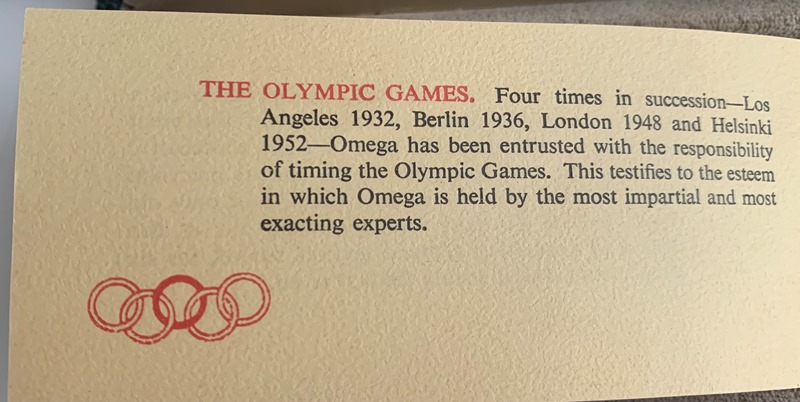 THE OLYMPIC GAMES. Four times in succession—Los
Angeles 1932, Berlin 1936, London 1948 and Helsinki
1952—Omega has been entrusted with the responsibility
of timing the Olympic Games. This testifies to the esteem
in which Omega is held by the most impartial and most
exacting experts.